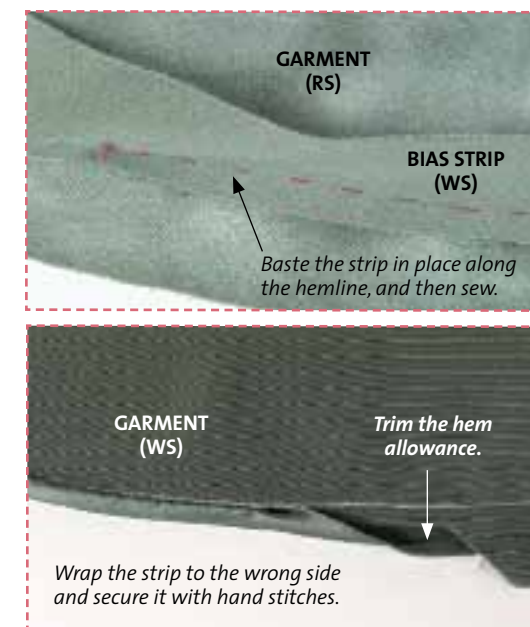 GARMENT
(RS)
BIAS STRIP
(WS)
Baste the strip in place along
the hemline, and then sew.
GARMENT
(WS)
Trim the hem
allowance.
Wrap the strip to the wrong side
and secure it with hand stitches.